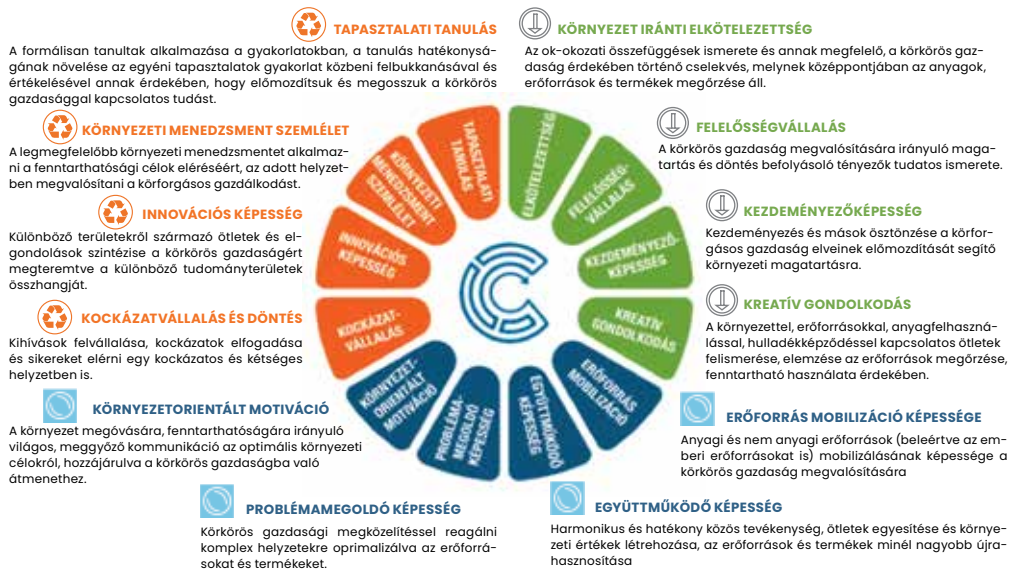 TAPASZTALATI TANULÁS
A formálisan tanultak alkalmazása a gyakorlatokban, a tanulás hatékonysá-
gának növelése az egyéni tapasztalatok gyakorlat közbeni felbukkanásával és
értékelésével annak érdekében, hogy előmozdítsuk és megosszuk a körkörös
gazdasággal kapcsolatos tudást.
KÖRNYEZETI MENEDZSMENT SZEMLÉLET
A legmegfelelőbb környezeti menedzsmentet alkalmaz-
ni a fenntarthatósági célok eléréséért, az adott helyzet-
ben megvalósítani a körforgásos gazdálkodást.
INNOVÁCIÓS KÉPESSÉG
Különböző területekről származó ötletek és el-
gondolások szintézise a körkörös gazdaságért
megteremtve a különböző tudományterületek
összhangját.
KOCKÁZATVÁLLALÁS ÉS DÖNTÉS
Kihívások felvállalása, kockázatok elfogadása
és sikereket elérni egy kockázatos és kétséges
helyzetben is.
KÖRNYEZETORIENTÁLT MOTIVÁCIÓ
A környezet megóvására, fenntarthatóságára irányuló
világos, meggyőző kommunikáció az optimális környezeti
célokról, hozzájárulva a körkörös gazdaságba való
átmenethez.
PROBLÉMAMEGOLDÓ KÉPESSÉG
Körkörös gazdasági megközelítéssel reagálni
komplex helyzetekre oprimalizálva az erőforrá-
sokat és termékeket.
KÖRNYEZET IRÁNTI ELKÖTELEZETTSÉG
Az ok-okozati összefüggések ismerete és annak megfelelő, a körkörös gaz-
daság érdekében történő cselekvés, melynek középpontjában az anyagok,
erőforrások és termékek megőrzése áll.
FELELŐSSÉGVÁLLALÁS
A körkörös gazdaság megvalósítására irányuló maga-
tartás és döntés befolyásoló tényezők tudatos ismerete.
KEZDEMÉNYEZŐKÉPESSÉG
Kezdeményezés és mások ösztönzése a körfor-
gásos gazdaság elveinek előmozdítását segítő
környezeti magatartásra.
KREATÍV GONDOLKODÁS
A környezettel, erőforrásokkal, anyagfelhaszná-
lással, hulladékképződéssel kapcsolatos ötletek
felismerése, elemzése az erőforrások megőrzése,
fenntartható használata érdekében.
ERŐFORRÁS MOBILIZÁCIÓ KÉPESSÉGE
Anyagi és nem anyagi erőforrások (beleértve az em-
beri erőforrásokat is) mobilizálásának képessége a
körkörös gazdaság megvalósítására
EGYÜTTMŰKÖDŐ KÉPESSÉG
Harmonikus és hatékony közös tevékenység, ötletek egyesítése és környe-
zeti értékek létrehozása, az erőforrások és termékek minél nagyobb újra-
hasznosítása
ELKÖTELEZETTSÉG
FELELŐSSÉG-
VÁLLALÁS
KEZDEMÉNYEZŐ-
KÉPESSÉG
KREATÍV
GONDOLKODÁS
ERŐFORRÁS
MOBILIZÁCIÓ
EGYÜTTMŰKÖDŐ
KÉPESSÉG
PROBLÉMA-
MEGOLDÓ
KÉPESSÉG
KÖRNYEZET-
ORIENTÁLT
MOTIVÁCIÓ
KOCKÁZAT-
VÁLLALÁS
INNOVÁCIÓS
KÉPESSÉG
KÖRNYEZETI
MENEDZSMENT
SZEMLÉLET
TAPASZTALATI
TANULÁS